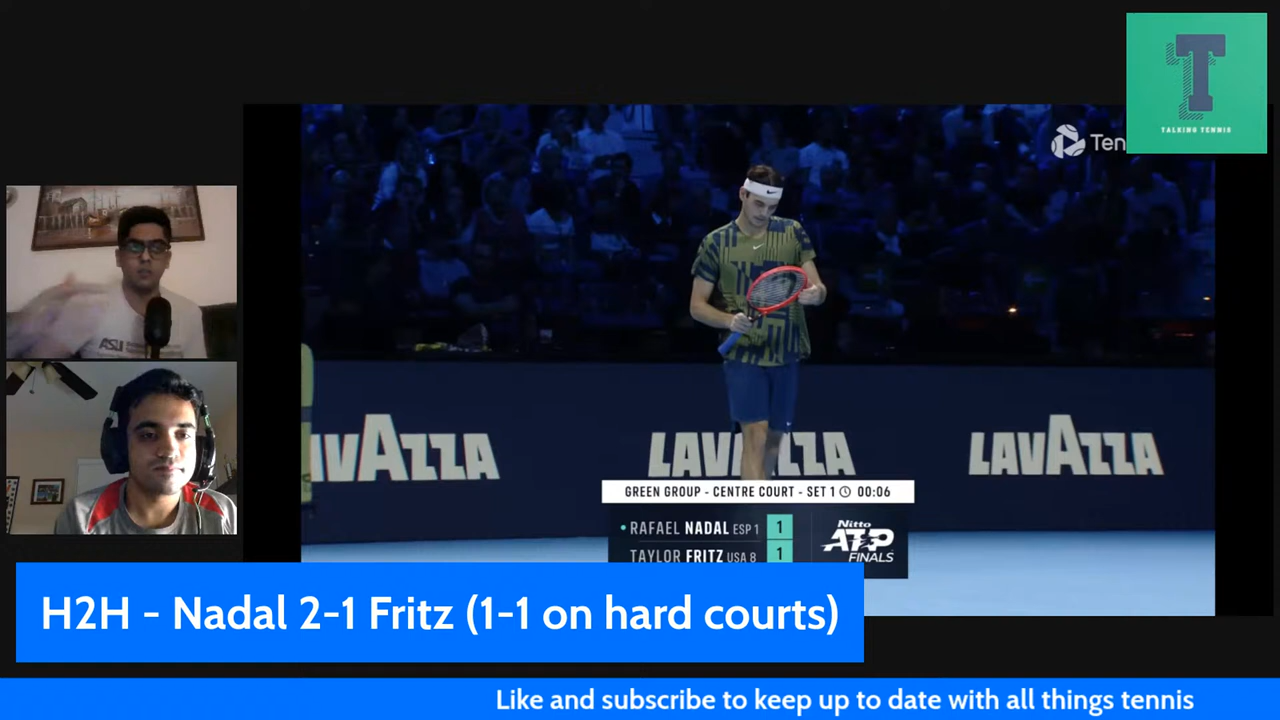 T
TALKING TENNIS
Ten
ASU
LAVAZZA
LAVAZZA
LAVAZZA
GREEN GROUP - CENTRE COURT - SET 1 00:06
RAFAEL NADAL ESP 1 1
TAYLOR FRITZ USA 8 1
Nitto
ATP
FINALS
H2H - Nadal 2-1 Fritz (1-1 on hard courts)
Like and subscribe to keep up to date with all things tennis